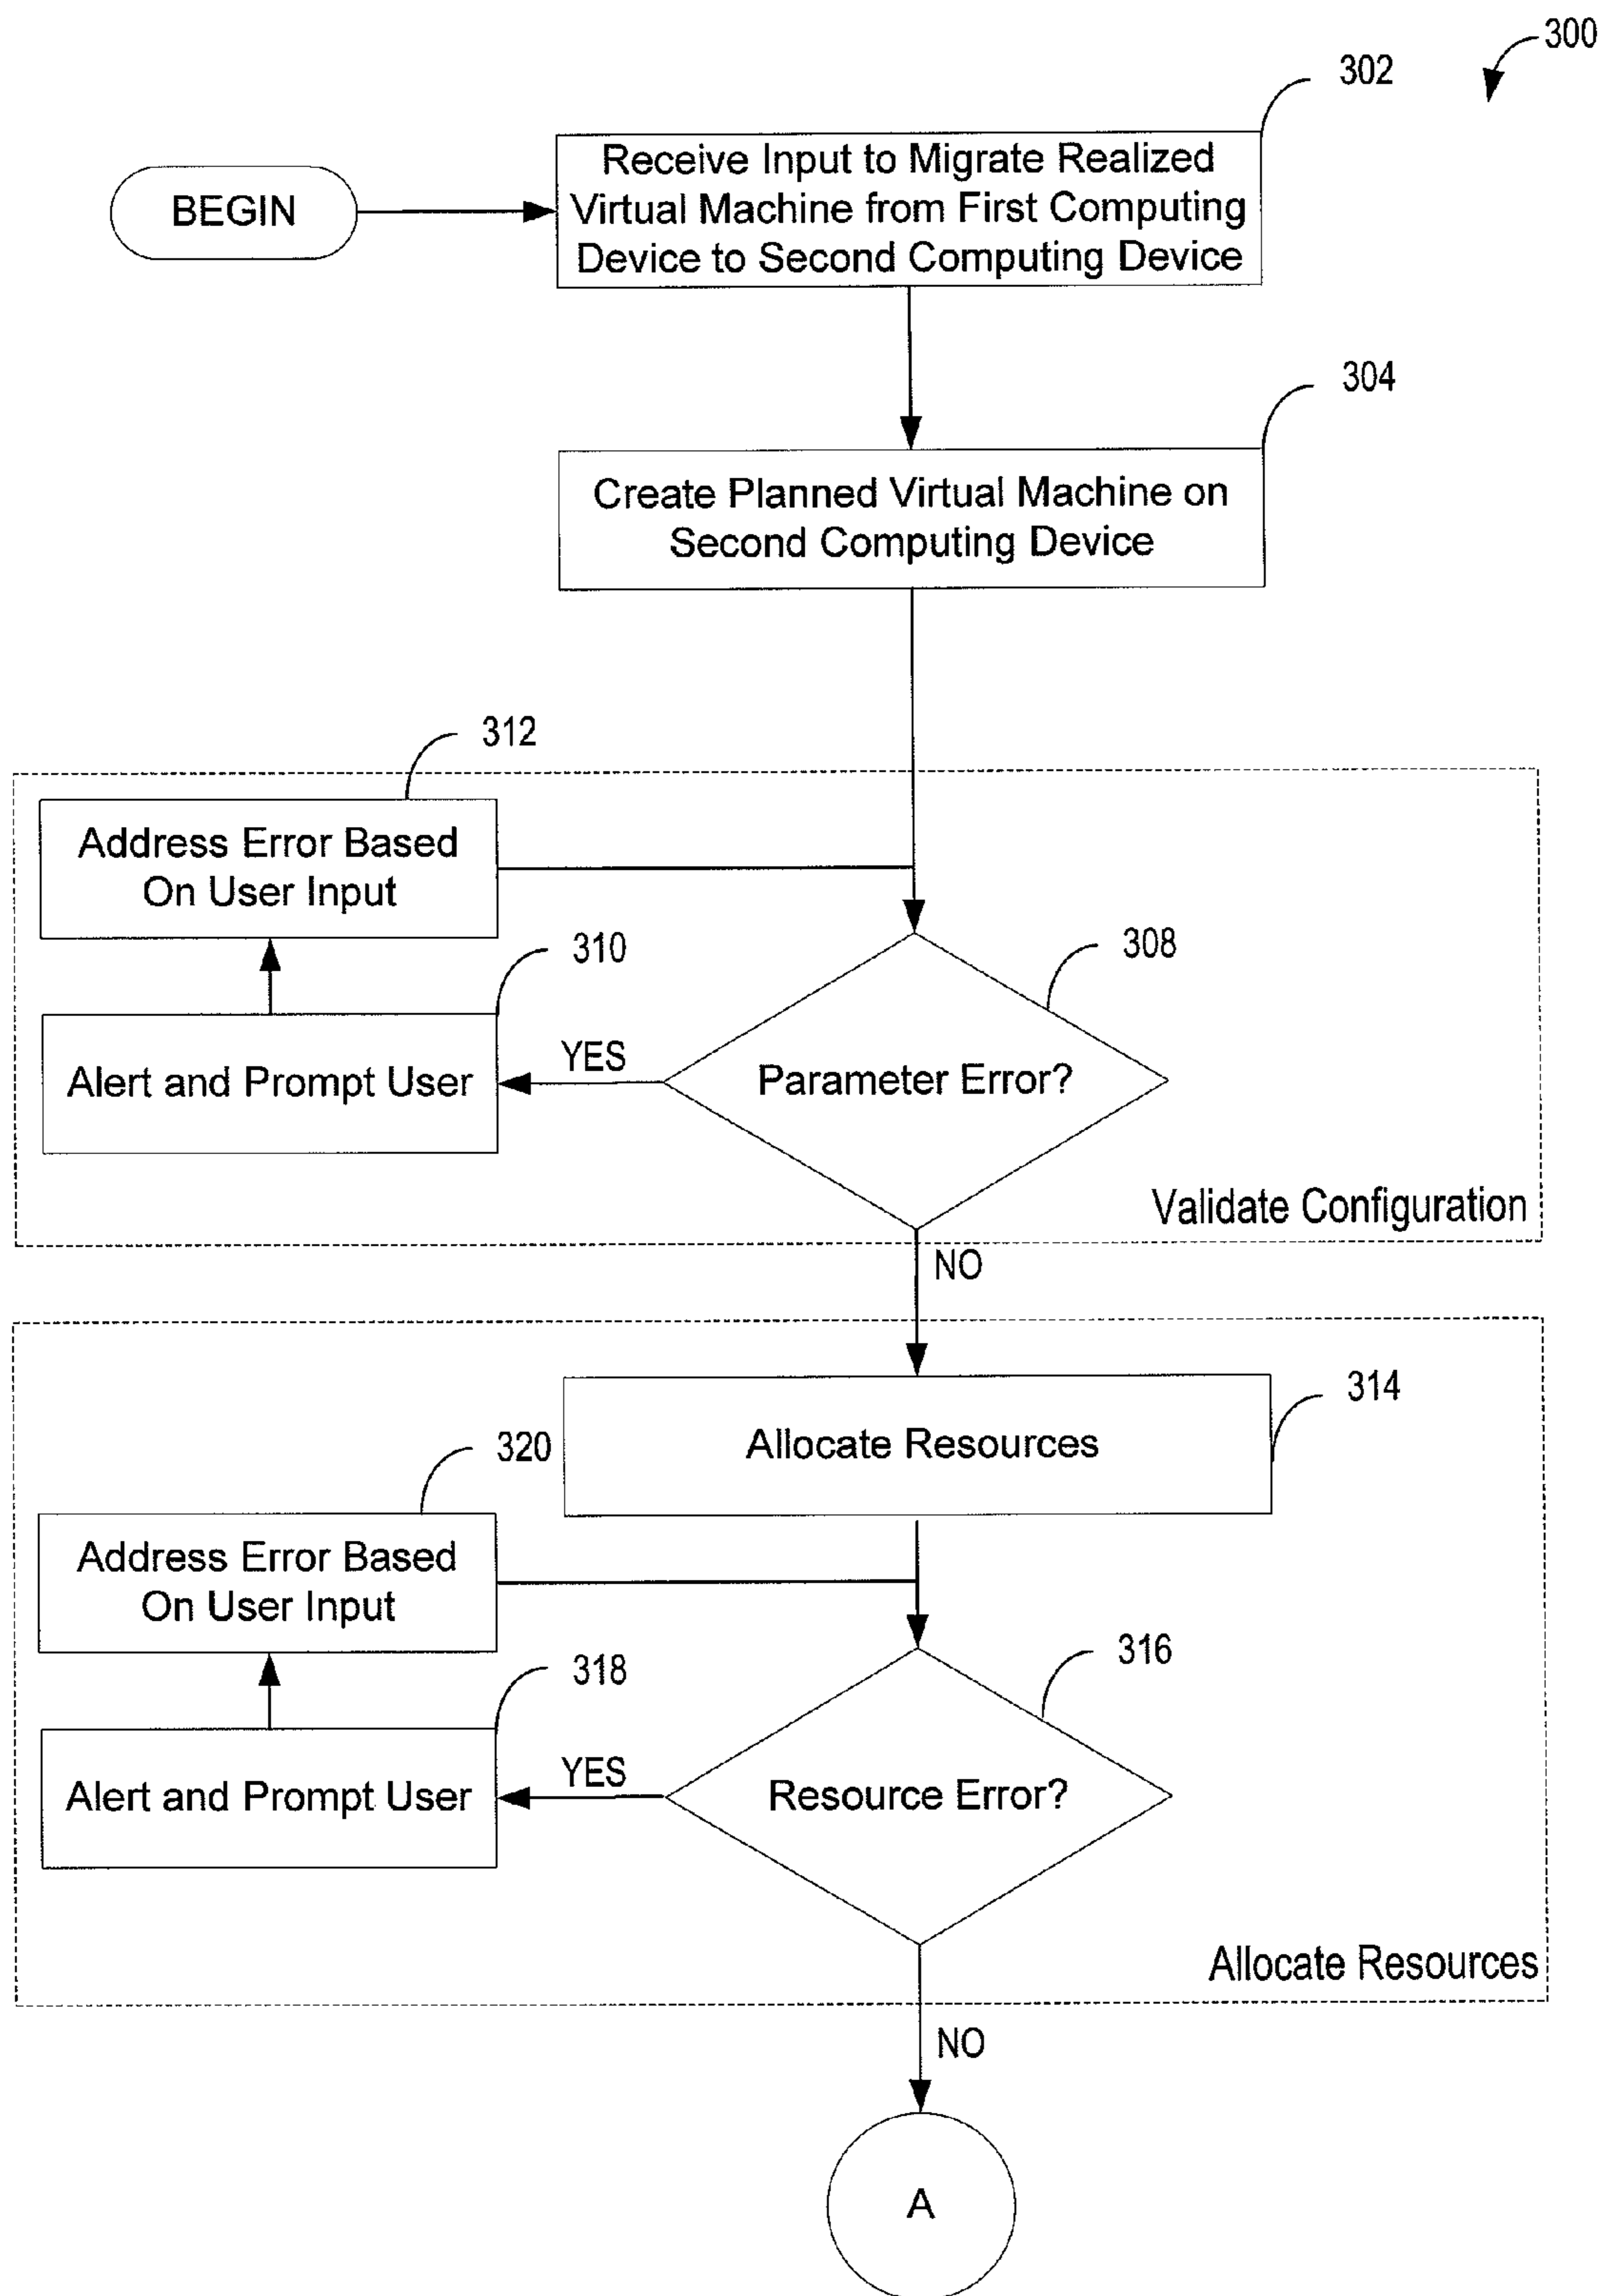 300
302
BEGIN
Receive Input to Migrate Realized
Virtual Machine from First Computing
Device to Second Computing Device
304
Create Planned Virtual Machine on
Second Computing Device
312
Address Error Based
On User Input
310
308
Alert and Prompt User
YES
Parameter Error?
Validate Configuration
NO
314
Allocate Resources
320
Address Error Based
On User Input
318
316
Alert and Prompt User
YES
Resource Error?
Allocate Resources
NO
A